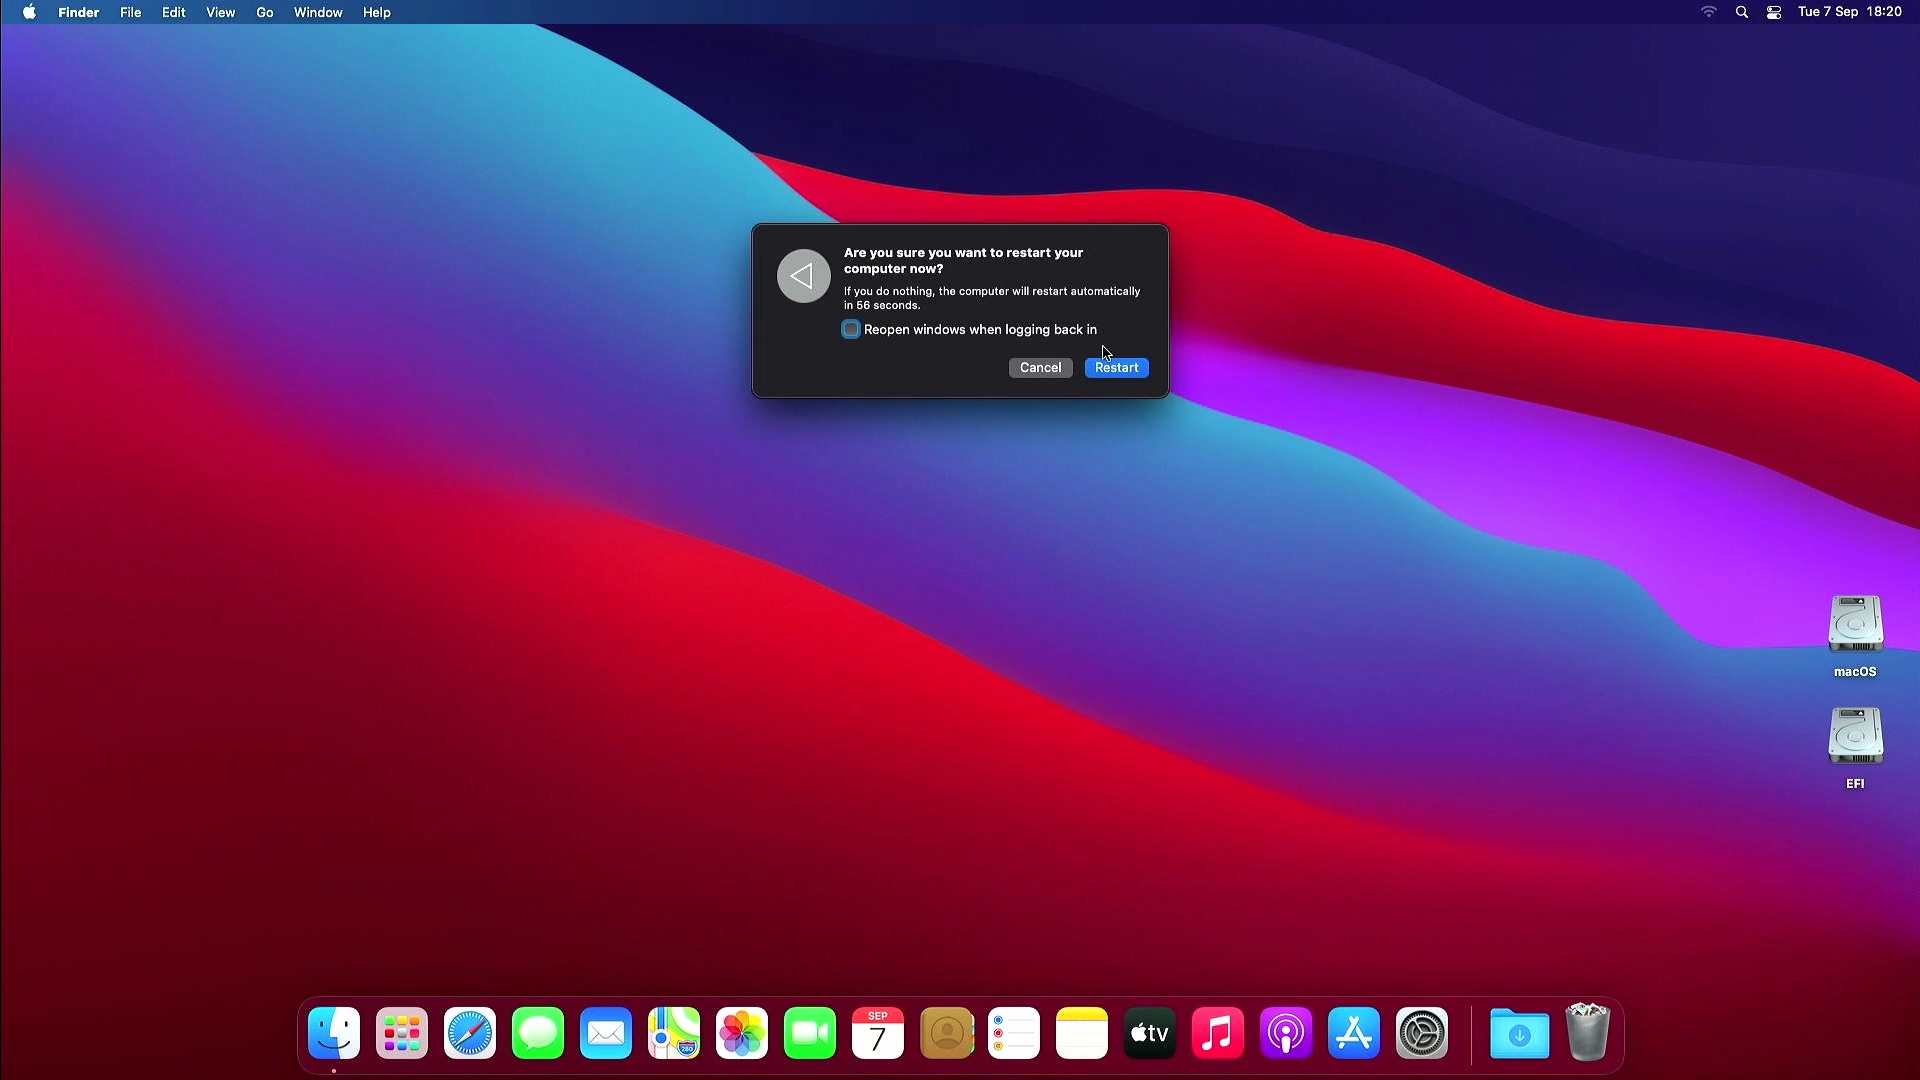 Finder File Edit View Go Window Help
Tue 7 Sep 18:20
Are you sure you want to restart your
computer now?
If you do nothing, the computer will restart automatically
in 56 seconds.
Reopen windows when logging back in
Cancel Restart
macOS
EFI
SEP
7
280
tv